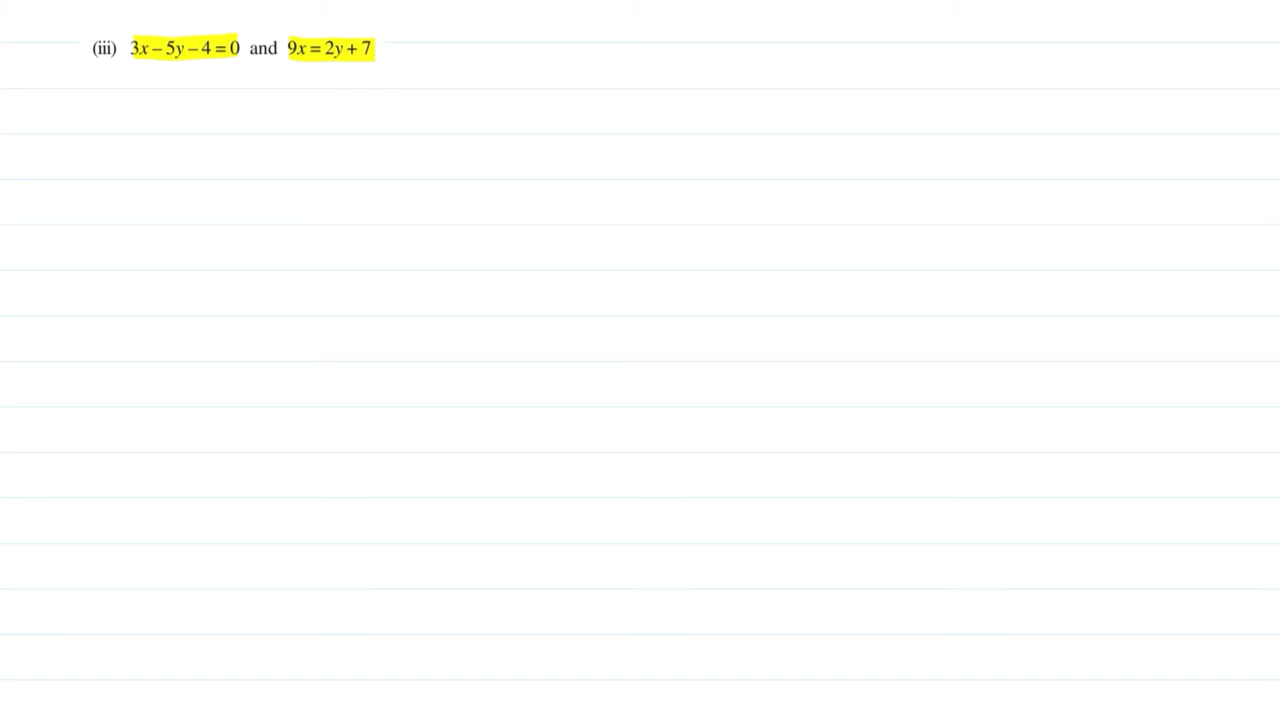 (iii) 3x – 5y – 4 = 0 and 9x = 2y + 7